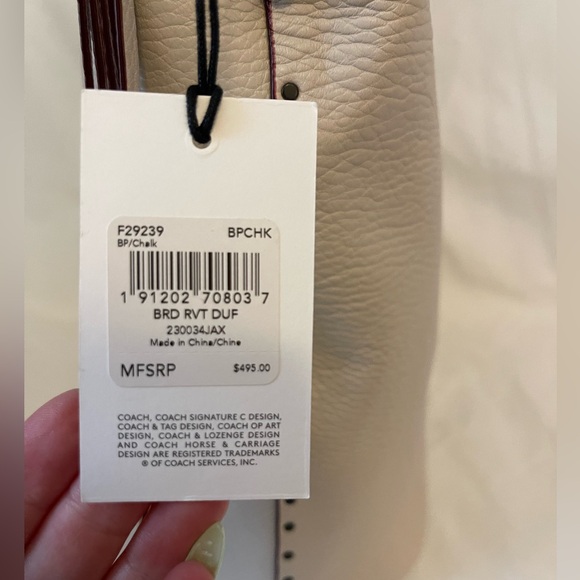 F29239 BPCHK
BP/Chalk
1 91202 70803 7
BRD RVT DUF
230034JAX
Made in China/Chine
MFSRP $495.00
COACH, COACH SIGNATURE C DESIGN,
COACH & TAG DESIGN, COACH OP ART
DESIGN, COACH & LOZENGE DESIGN
AND COACH HORSE & CARRIAGE
DESIGN ARE REGISTERED TRADEMARKS
® OF COACH SERVICES, INC.